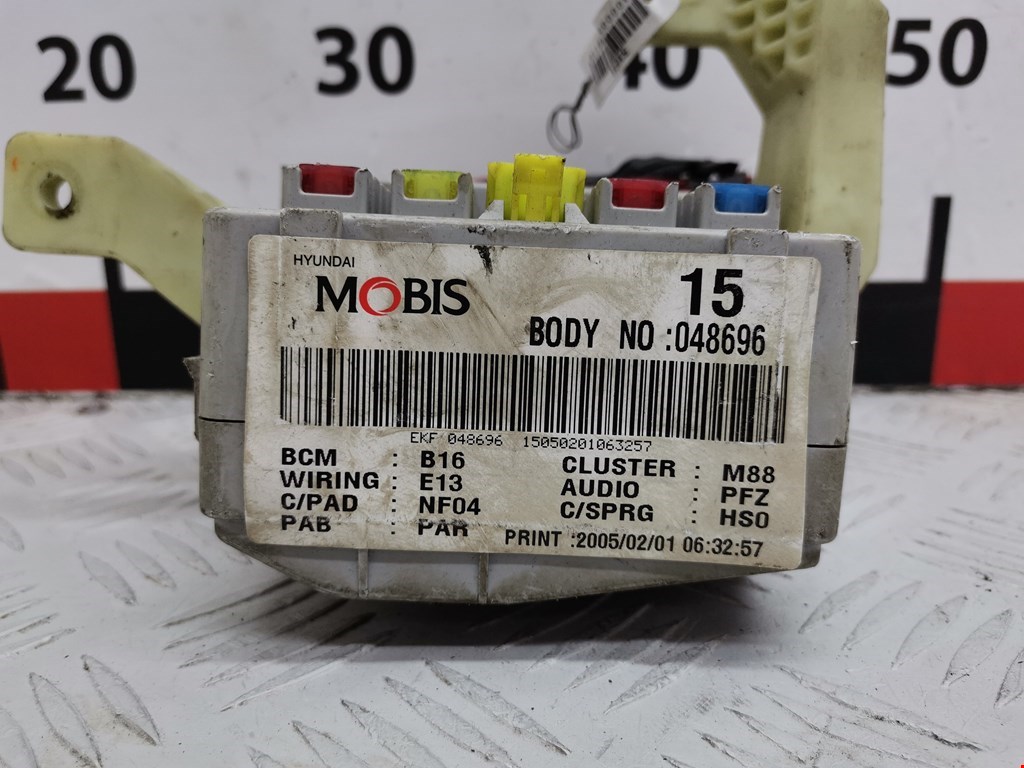 20 30 40 50
HYUNDAI
MOBIS
15
BODY NO :048696
EKF 048696 15050201063257
BCM : B16
WIRING : E13
C/PAD : NF04
PAB : PAR
CLUSTER : M88
AUDIO : PFZ
C/SPRG : HS0
PRINT :2005/02/01 06:32:57